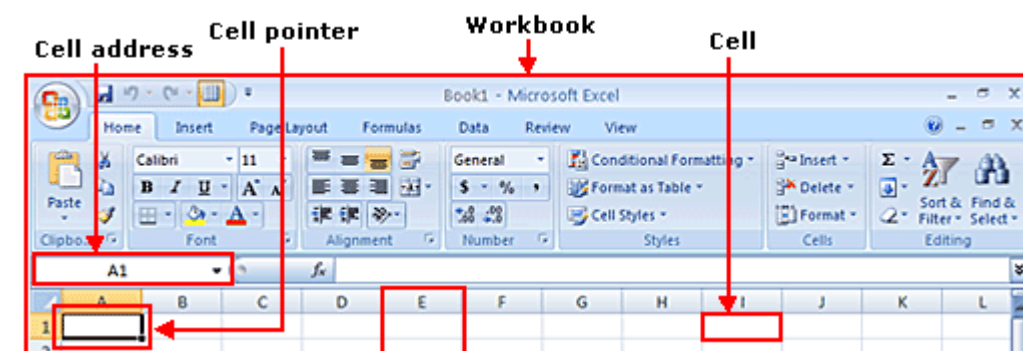 Cell address
Cell pointer
Workbook
Cell
Book1 - Microsoft Excel
Home Insert Page Layout Formulas Data Review View
Calibri 11 General Conditional Formatting Insert Σ
Paste B I U A A $ % , Format as Table Delete Sort & Filter Find & Select
A Cell Styles Format
Clipbo... Font Alignment Number Styles Cells Editing
A1 fx
A B C D E F G H I J K L
1